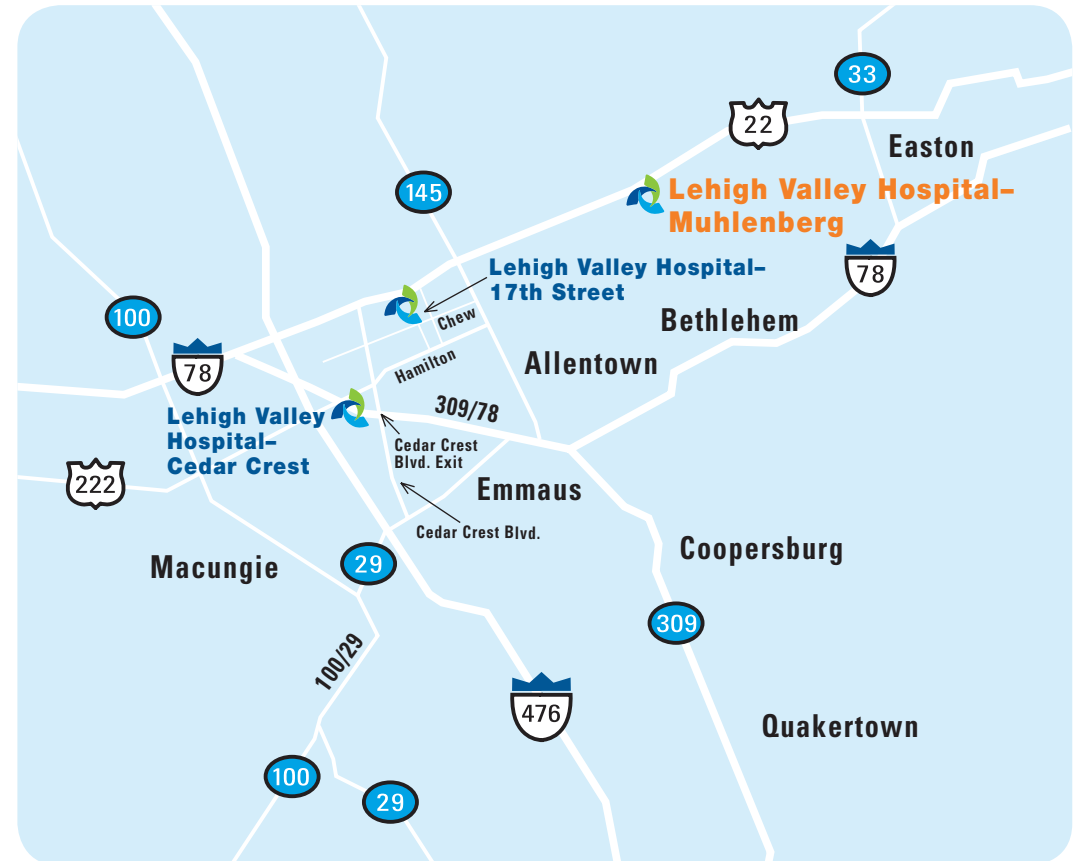 33
22
Easton
145
Lehigh Valley Hospital–
Muhlenberg
78
Lehigh Valley Hospital–
17th Street
100
Chew
Bethlehem
78
Hamilton
Allentown
Lehigh Valley
Hospital–
Cedar Crest
309/78
Cedar Crest
Blvd. Exit
222
Emmaus
Cedar Crest Blvd.
Macungie
29
Coopersburg
309
100/29
476
Quakertown
100
29